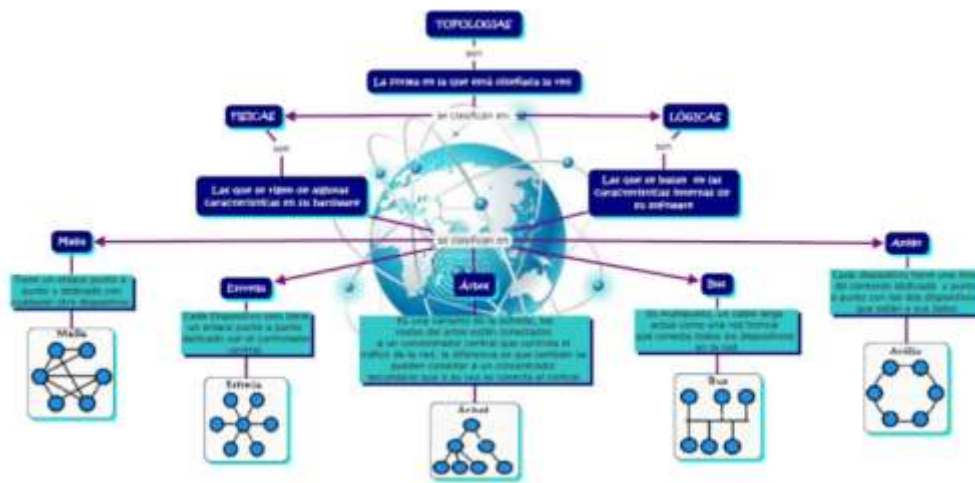 TOPOLOGIAS
son
La forma en la que está diseñada la red
se clasifican en:
FISICAS
LÓGICAS
son
son
Las que se rigen de algunas
características en su hardware
Las que se basan en las
características internas de
su software
se clasifican en:
Malla
Anillo
Estrella
Árbol
Bus
Tiene un enlace punto a
punto y dedicado con
cualquier otro dispositivo
Cada dispositivo solo tiene
un enlace punto a punto
dedicado con el controlador
central
Es una variante de la estrella, los
nodos del árbol están conectados
a un concentrador central que controla el
tráfico de la red, la diferencia es que también se
pueden conectar a un concentrador
secundario que a su vez se conecta al central
Es multipunto, un cable largo
actúa como una red troncal
que conecta todos los dispositivos
en la red
Cada dispositivo tiene una línea
de conexión dedicada y punto
a punto con los dos dispositivos
que están a sus lados
Malla
Estrella
Arbol
Bus
Anillo